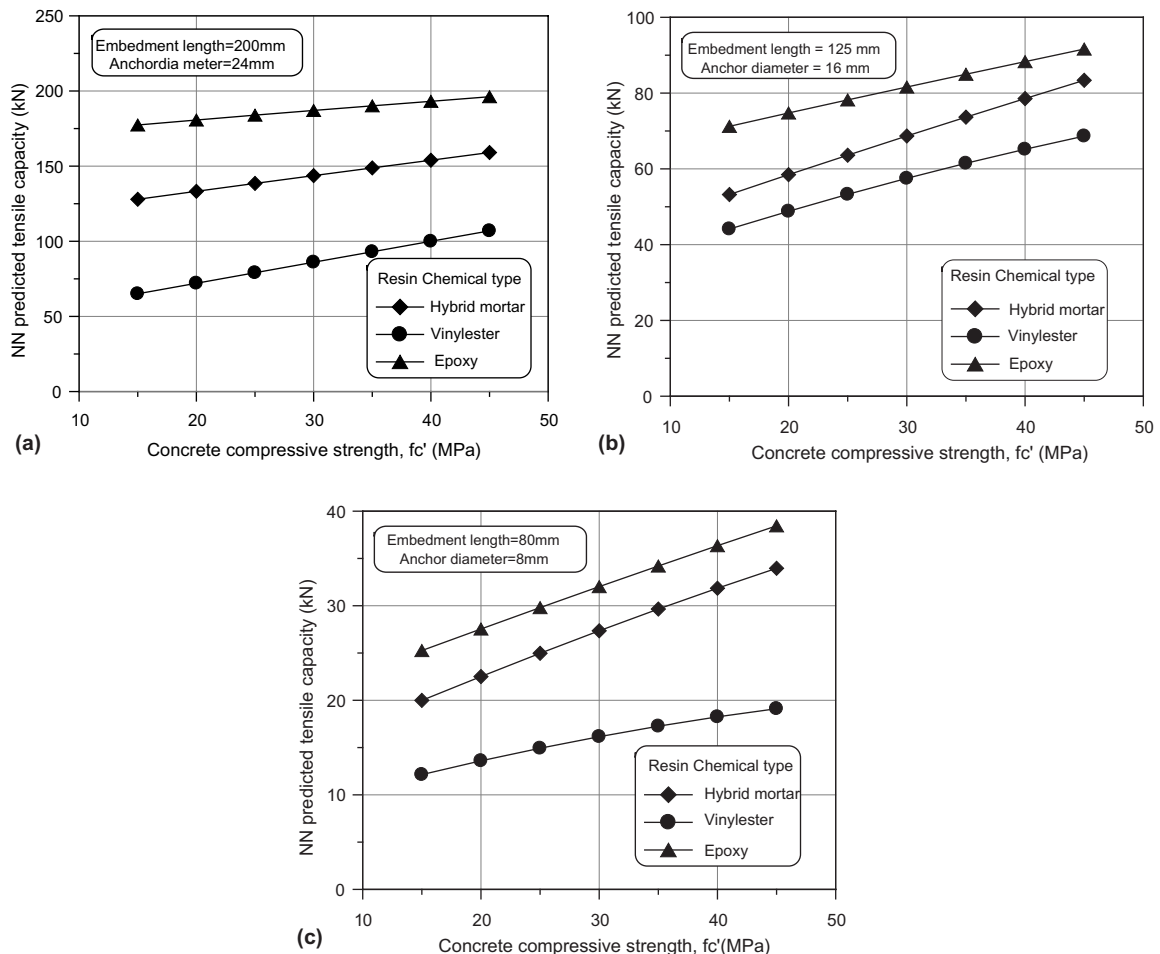 250
200
150
100
50
0
NN predicted tensile capacity (kN)
Embedment length=200mm
Anchordia meter=24mm
Resin Chemical type
Hybrid mortar
Vinylester
Epoxy
10 20 30 40 50
Concrete compressive strength, fc' (MPa)
(a)
100
80
60
40
20
0
NN predicted tensile capacity (kN)
Embedment length = 125 mm
Anchor diameter = 16 mm
Resin Chemical type
Hybrid mortar
Vinylester
Epoxy
10 20 30 40 50
Concrete compressive strength, fc' (MPa)
(b)
40
30
20
10
0
NN predicted tensile capacity (kN)
Embedment length=80mm
Anchor diameter=8mm
Resin Chemical type
Hybrid mortar
Vinylester
Epoxy
10 20 30 40 50
Concrete compressive strength, fc'(MPa)
(c)